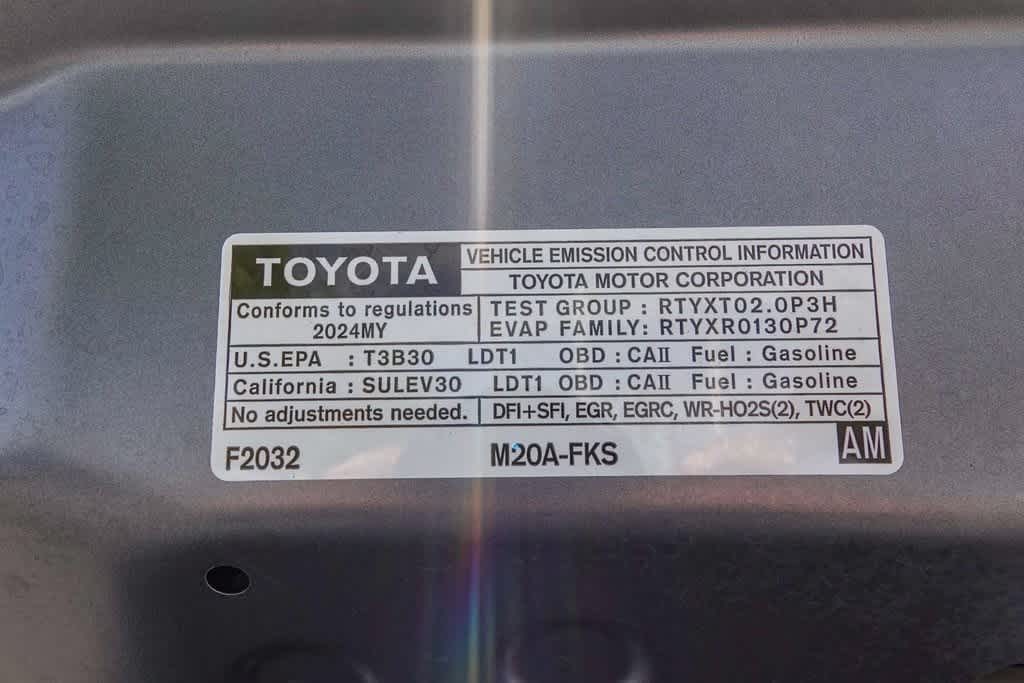 TOYOTA
VEHICLE EMISSION CONTROL INFORMATION
TOYOTA MOTOR CORPORATION
Conforms to regulations
2024MY
TEST GROUP : RTYXT02.0P3H
EVAP FAMILY: RTYXR0130P72
U.S.EPA : T3B30 LDT1 OBD : CAII Fuel : Gasoline
California : SULEV30 LDT1 OBD : CAII Fuel : Gasoline
No adjustments needed. DFI+SFI, EGR, EGRC, WR-HO2S(2), TWC(2)
F2032 M20A-FKS AM